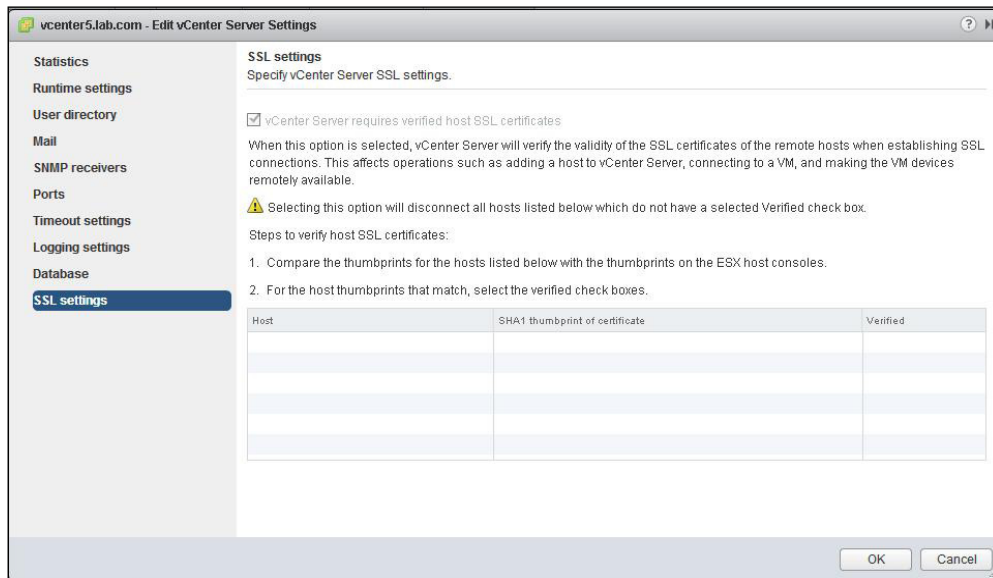 vcenter5.lab.com - Edit vCenter Server Settings
?
Statistics
Runtime settings
User directory
Mail
SNMP receivers
Ports
Timeout settings
Logging settings
Database
SSL settings
SSL settings
Specify vCenter Server SSL settings.
vCenter Server requires verified host SSL certificates
When this option is selected, vCenter Server will verify the validity of the SSL certificates of the remote hosts when establishing SSL
connections. This affects operations such as adding a host to vCenter Server, connecting to a VM, and making the VM devices
remotely available.
Selecting this option will disconnect all hosts listed below which do not have a selected Verified check box.
Steps to verify host SSL certificates:
1. Compare the thumbprints for the hosts listed below with the thumbprints on the ESX host consoles.
2. For the host thumbprints that match, select the verified check boxes.
Host SHA1 thumbprint of certificate Verified
OK Cancel